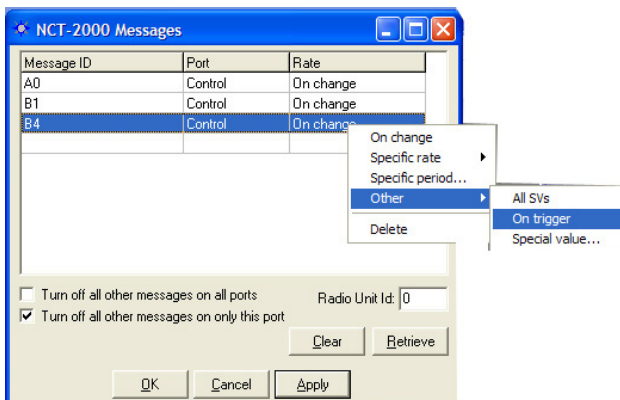 NCT-2000 Messages
Message ID Port Rate
A0 Control On change
B1 Control On change
B4 Control On change
On change
Specific rate
Specific period...
Other
Delete
All SVs
On trigger
Special value...
Turn off all other messages on all ports Radio Unit Id: 0
Turn off all other messages on only this port
Clear Retrieve
OK Cancel Apply